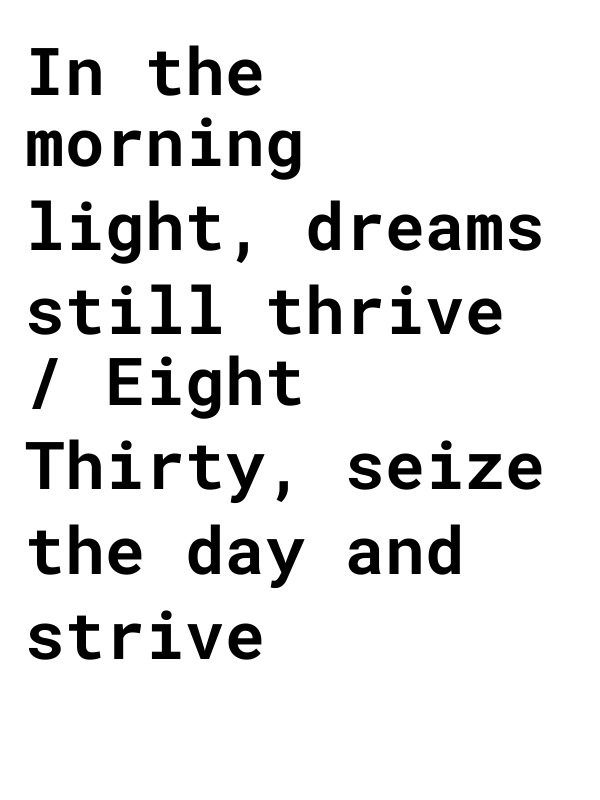 In the
morning
light, dreams
still thrive
/ Eight
Thirty, seize
the day and
strive